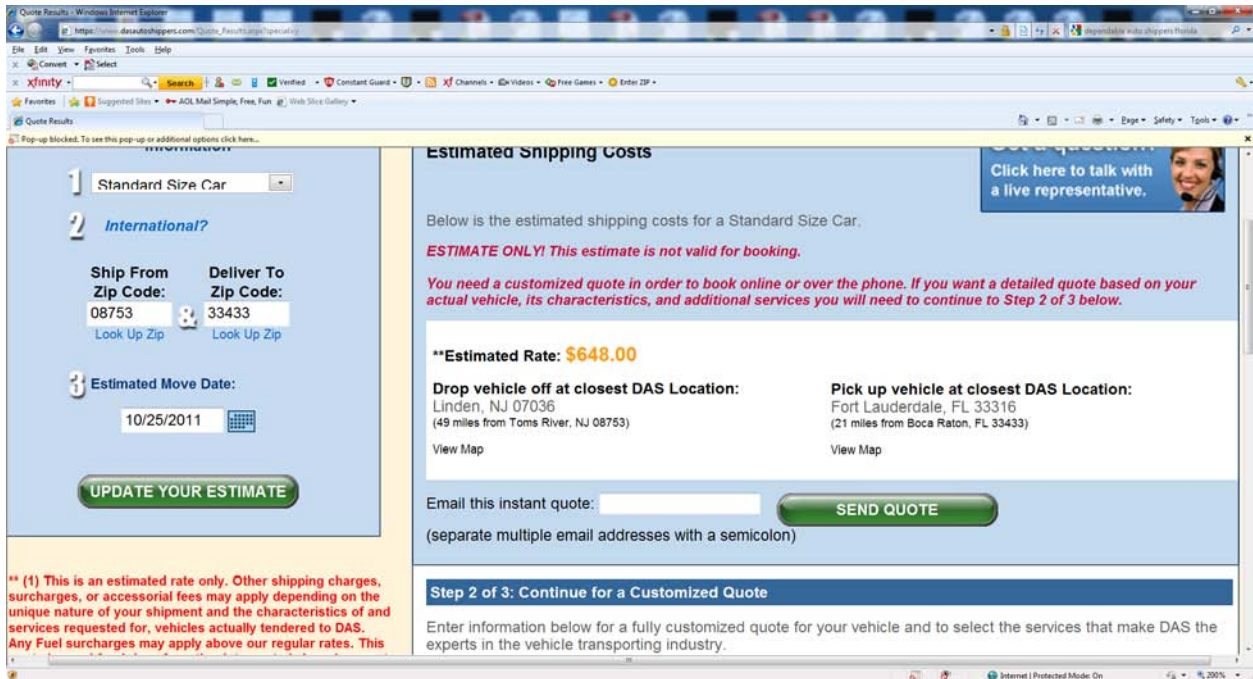 Quote Results - Windows Internet Explorer
https://www.dasautoshippers.com/Quote_Results.aspx?special=y
dependable auto shippers florida
File Edit View Favorites Tools Help
x Convert Select
x xfinity Search Verified Constant Guard Xf Channels Videos Free Games Enter ZIP
Favorites Suggested Sites AOL Mail Simple, Free, Fun Web Slice Gallery
Quote Results
Page Safety Tools
Pop-up blocked. To see this pop-up or additional options click here...
Information
1 Standard Size Car
2 International?
Ship From Zip Code:
08753
Look Up Zip
&
Deliver To Zip Code:
33433
Look Up Zip
3 Estimated Move Date:
10/25/2011
UPDATE YOUR ESTIMATE
** (1) This is an estimated rate only. Other shipping charges,
surcharges, or accessorial fees may apply depending on the
unique nature of your shipment and the characteristics of and
services requested for, vehicles actually tendered to DAS.
Any Fuel surcharges may apply above our regular rates. This
Estimated Shipping Costs
Got a question?
Click here to talk with
a live representative.
Below is the estimated shipping costs for a Standard Size Car.
ESTIMATE ONLY! This estimate is not valid for booking.
You need a customized quote in order to book online or over the phone. If you want a detailed quote based on your
actual vehicle, its characteristics, and additional services you will need to continue to Step 2 of 3 below.
**Estimated Rate: $648.00
Drop vehicle off at closest DAS Location:
Linden, NJ 07036
(49 miles from Toms River, NJ 08753)
View Map
Pick up vehicle at closest DAS Location:
Fort Lauderdale, FL 33316
(21 miles from Boca Raton, FL 33433)
View Map
Email this instant quote:
SEND QUOTE
(separate multiple email addresses with a semicolon)
Step 2 of 3: Continue for a Customized Quote
Enter information below for a fully customized quote for your vehicle and to select the services that make DAS the
experts in the vehicle transporting industry.
Internet | Protected Mode: On
200%